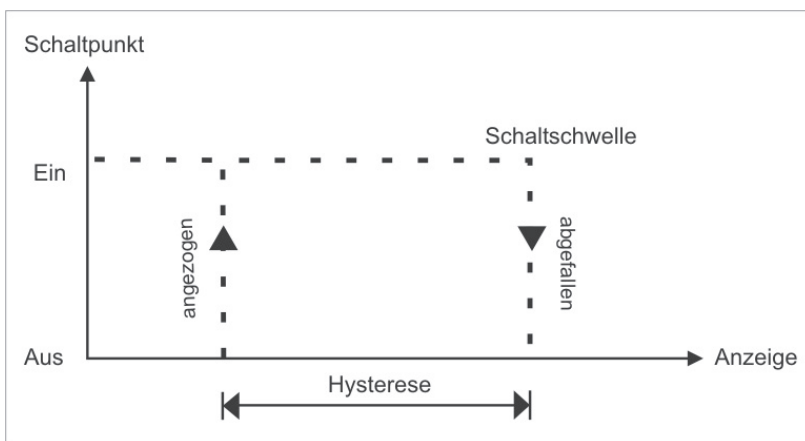 Schaltpunkt
Schaltschwelle
Ein
angezogen
abgefallen
Aus
Anzeige
Hysterese